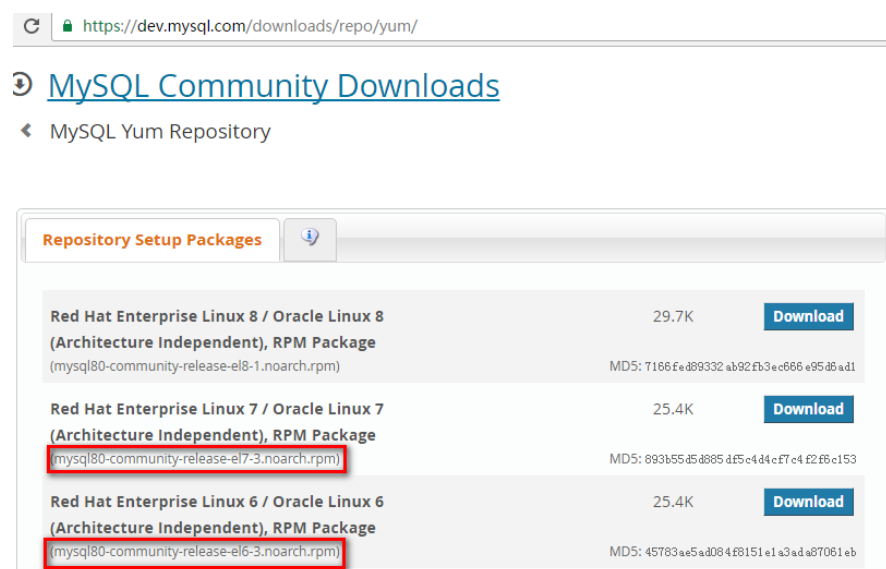 https://dev.mysql.com/downloads/repo/yum/
MySQL Community Downloads
MySQL Yum Repository
Repository Setup Packages
Red Hat Enterprise Linux 8 / Oracle Linux 8
(Architecture Independent), RPM Package
29.7K
Download
(mysql80-community-release-el8-1.noarch.rpm)
MD5: 7166fed89332ab92fb3ec666e95d6ad1
Red Hat Enterprise Linux 7 / Oracle Linux 7
(Architecture Independent), RPM Package
25.4K
Download
(mysql80-community-release-el7-3.noarch.rpm)
MD5: 893b55d5d885df5c4d4cf7c4f2f6c153
Red Hat Enterprise Linux 6 / Oracle Linux 6
(Architecture Independent), RPM Package
25.4K
Download
(mysql80-community-release-el6-3.noarch.rpm)
MD5: 45783ae5ad084f8151e1a3ada87061eb